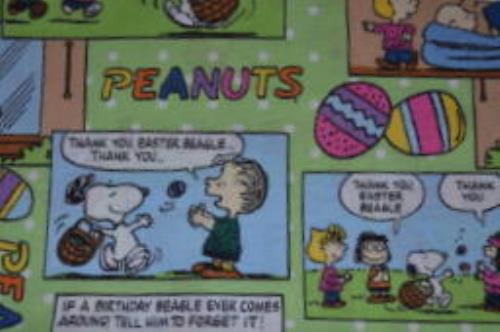 PEANUTS
THANK YOU EASTER BEAGLE...
THANK YOU...
THANK YOU
EASTER
BEAGLE
THANK
YOU
PEA
IF A BIRTHDAY BEAGLE EVER COMES
AROUND TELL HIM TO FORGET IT!